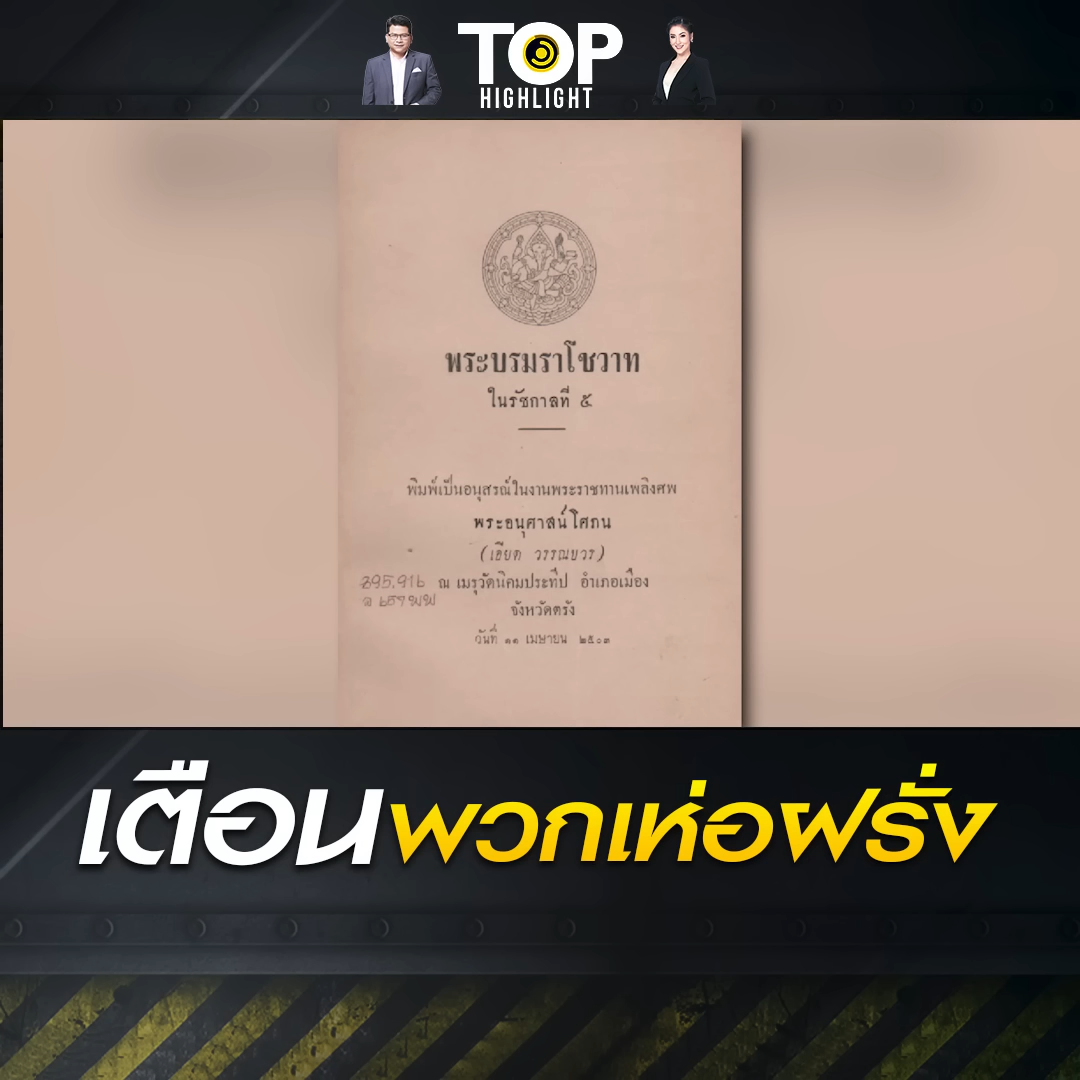 TOP
HIGHLIGHT
พระบรมราโชวาท
ในรัชกาลที่ ๕
พิมพ์เป็นอนุสรณ์ในงานพระราชทานเพลิงศพ
พระอนุศาสน์โศภน
(เอียด วรรณบวร)
395.916 ณ เมรุวัดนิคมประทีป อำเภอเมือง
จังหวัดตรัง
วันที่ ๑๑ เมษายน ๒๕๐๓
เตือนพวกเห่อฝรั่ง